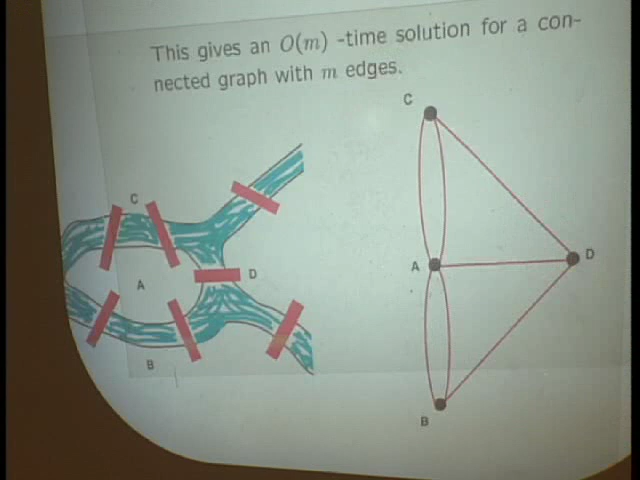 This gives an O(m) -time solution for a con-
nected graph with m edges.
C
C
A
D
A
D
B
B